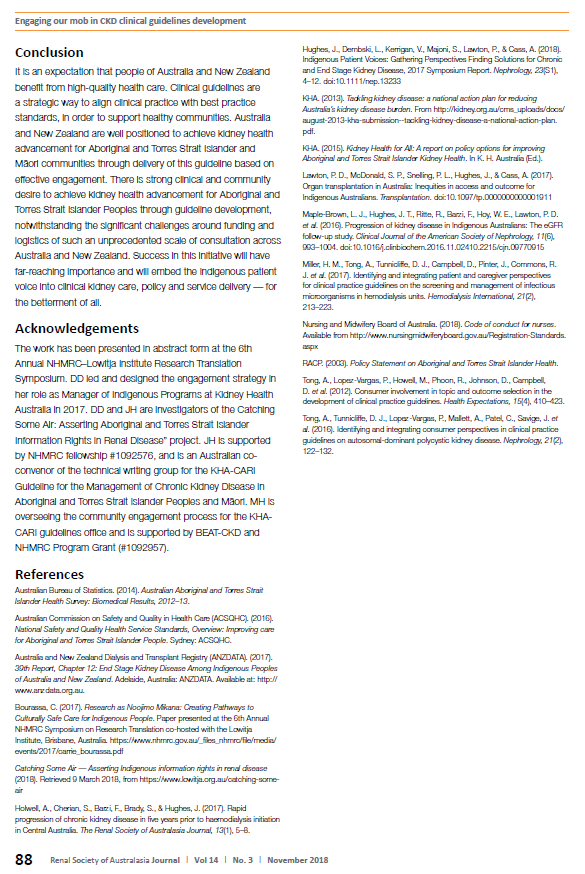 Engaging our mob in CKD clinical guidelines development
Conclusion
It is an expectation that people of Australia and New Zealand
benefit from high-quality health care. Clinical guidelines are
a strategic way to align clinical practice with best practice
standards, in order to support healthy communities. Australia
and New Zealand are well positioned to achieve kidney health
advancement for Aboriginal and Torres Strait Islander and
Māori communities through delivery of this guideline based on
effective engagement. There is strong clinical and community
desire to achieve kidney health advancement for Aboriginal and
Torres Strait Islander Peoples through guideline development,
notwithstanding the significant challenges around funding and
logistics of such an unprecedented scale of consultation across
Australia and New Zealand. Success in this initiative will have
far-reaching importance and will embed the Indigenous patient
voice into clinical kidney care, policy and service delivery — for
the betterment of all.
Acknowledgements
The work has been presented in abstract form at the 6th
Annual NHMRC–Lowitja Institute Research Translation
Symposium. DD led and designed the engagement strategy in
her role as Manager of Indigenous Programs at Kidney Health
Australia in 2017. DD and JH are investigators of the Catching
Some Air: Asserting Aboriginal and Torres Strait Islander
Information Rights in Renal Disease" project. JH is supported
by NHMRC fellowship #1092576, and is an Australian co-
convenor of the technical writing group for the KHA-CARI
Guideline for the Management of Chronic Kidney Disease in
Aboriginal and Torres Strait Islander Peoples and Māori. MH is
overseeing the community engagement process for the KHA-
CARI guidelines office and is supported by BEAT-CKD and
NHMRC Program Grant (#1092957).
References
Australian Bureau of Statistics. (2014). Australian Aboriginal and Torres Strait
Islander Health Survey: Biomedical Results, 2012–13.
Australian Commission on Safety and Quality in Health Care (ACSQHC). (2016).
National Safety and Quality Health Service Standards, Overview: Improving care
for Aboriginal and Torres Strait Islander People. Sydney: ACSQHC.
Australia and New Zealand Dialysis and Transplant Registry (ANZDATA). (2017).
39th Report, Chapter 12: End Stage Kidney Disease Among Indigenous Peoples
of Australia and New Zealand. Adelaide, Australia: ANZDATA. Available at: http://
www.anzdata.org.au.
Bourassa, C. (2017). Research as Noojimo Mikana: Creating Pathways to
Culturally Safe Care for Indigenous People. Paper presented at the 6th Annual
NHMRC Symposium on Research Translation co-hosted with the Lowitja
Institute, Brisbane, Australia. https://www.nhmrc.gov.au/_files_nhmrc/file/media/
events/2017/carrie_bourassa.pdf
Catching Some Air — Asserting Indigenous information rights in renal disease
(2018). Retrieved 9 March 2018, from https://www.lowitja.org.au/catching-some-
air
Holwell, A., Cherian, S., Barzi, F., Brady, S., & Hughes, J. (2017). Rapid
progression of chronic kidney disease in five years prior to haemodialysis initiation
in Central Australia. The Renal Society of Australasia Journal, 13(1), 5–8.
Hughes, J., Dembski, L., Kerrigan, V., Majoni, S., Lawton, P., & Cass, A. (2018).
Indigenous Patient Voices: Gathering Perspectives Finding Solutions for Chronic
and End Stage Kidney Disease, 2017 Symposium Report. Nephrology, 23(S1),
4–12. doi:10.1111/nep.13233
KHA. (2013). Tackling kidney disease: a national action plan for reducing
Australia's kidney disease burden. From http://kidney.org.au/cms_uploads/docs/
august-2013-kha-submission--tackling-kidney-disease-a-national-action-plan.
pdf.
KHA. (2015). Kidney Health for All: A report on policy options for improving
Aboriginal and Torres Strait Islander Kidney Health. In K. H. Australia (Ed.).
Lawton, P. D., McDonald, S. P., Snelling, P. L., Hughes, J., & Cass, A. (2017).
Organ transplantation in Australia: Inequities in access and outcome for
Indigenous Australians. Transplantation. doi:10.1097/tp.0000000000001911
Maple-Brown, L. J., Hughes, J. T., Ritte, R., Barzi, F., Hoy, W. E., Lawton, P. D.
et al. (2016). Progression of kidney disease in Indigenous Australians: The eGFR
follow-up study. Clinical Journal of the American Society of Nephrology, 11(6),
993–1004. doi:10.1016/j.clinbiochem.2016.11.02410.2215/cjn.09770915
Miller, H. M., Tong, A., Tunnicliffe, D. J., Campbell, D., Pinter, J., Commons, R.
J. et al. (2017). Identifying and integrating patient and caregiver perspectives
for clinical practice guidelines on the screening and management of infectious
microorganisms in hemodialysis units. Hemodialysis International, 21(2),
213–223.
Nursing and Midwifery Board of Australia. (2018). Code of conduct for nurses.
Available from http://www.nursingmidwiferyboard.gov.au/Registration-Standards.
aspx
RACP. (2003). Policy Statement on Aboriginal and Torres Strait Islander Health.
Tong, A., Lopez-Vargas, P., Howell, M., Phoon, R., Johnson, D., Campbell,
D. et al. (2012). Consumer involvement in topic and outcome selection in the
development of clinical practice guidelines. Health Expectations, 15(4), 410–423.
Tong, A., Tunnicliffe, D. J., Lopez-Vargas, P., Mallett, A., Patel, C., Savige, J. et
al. (2016). Identifying and integrating consumer perspectives in clinical practice
guidelines on autosomal-dominant polycystic kidney disease. Nephrology, 21(2),
122–132.
88 Renal Society of Australasia Journal | Vol 14 | No. 3 | November 2018